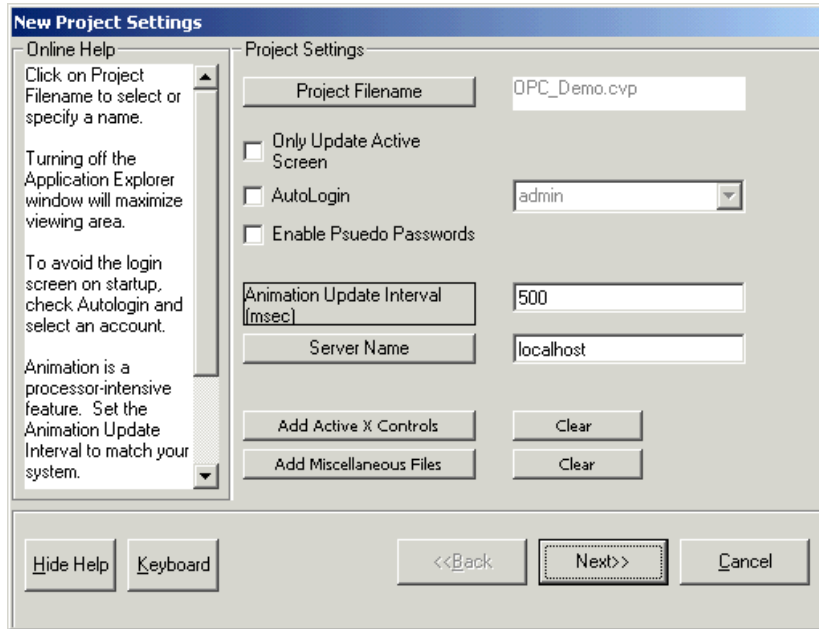 New Project Settings
Online Help
Click on Project
Filename to select or
specify a name.
Turning off the
Application Explorer
window will maximize
viewing area.
To avoid the login
screen on startup,
check Autologin and
select an account.
Animation is a
processor-intensive
feature. Set the
Animation Update
Interval to match your
system.
Project Settings
Project Filename
OPC_Demo.cvp
Only Update Active
Screen
AutoLogin
admin
Enable Psuedo Passwords
Animation Update Interval
(msec)
500
Server Name
localhost
Add Active X Controls
Clear
Add Miscellaneous Files
Clear
Hide Help
Keyboard
<<Back
Next>>
Cancel